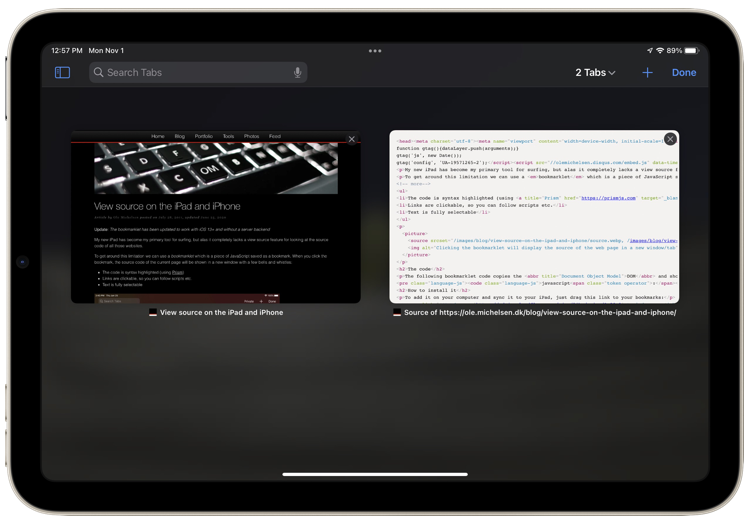 12:57 PM Mon Nov 1
89%
Search Tabs
2 Tabs
Done
Home Blog Portfolio Tools Photos Feed
View source on the iPad and iPhone
Update: The bookmarklet has been updated to work with iOS 10+ and without a server backend
My new iPad has become my primary tool for surfing, but alas it completely lacks a view source feature for looking at the source
code of all those websites.
To get around this limitation we can use a bookmarklet which is a piece of JavaScript saved as a bookmark. When you click the
bookmark, the source code of the current page will be shown in a new window with a few bells and whistles:
The code is syntax highlighted (using Prism)
Links are clickable, so you can follow scripts etc.
Text is fully selectable
Search Tabs Private + Done
View source on the iPad and iPhone
<head><meta charset="utf-8"><meta name="viewport" content="width=device-width, initial-scale=
function gtag(){dataLayer.push(arguments)};
gtag('js', new Date());
gtag('config', 'UA-19571265-2');</script><script src="//olemichelsen.disqus.com/embed.js" data-tim
<p>My new iPad has become my primary tool for surfing, but alas it completely lacks a view source f
<p>To get around this limitation we can use a <em>bookmarklet</em> which is a piece of JavaScript s
<!-- more-->
<ul>
<li>The code is syntax highlighted (using <a title="Prism" href="https://prismjs.com" target="_blan
<li>Links are clickable, so you can follow scripts etc.</li>
<li>Text is fully selectable</li>
</ul>
<p>
<picture>
<source srcset="/images/blog/view-source-on-the-ipad-and-iphone/source.webp, /images/blog/view-
<img alt="Clicking the bookmarklet will display the source of the web page in a new window/tab
</picture>
</p>
<h2>The code</h2>
<p>The following bookmarklet code copies the <abbr title="Document Object Model">DOM</abbr> and sho
<pre class="language-js"><code class="language-js">javascript<span class="token operator">:</span>
<h2>How to install it</h2>
<p>To add it on your computer and sync it to your iPad, just drag this link to your bookmarks:</p>
Source of https://ole.michelsen.dk/blog/view-source-on-the-ipad-and-iphone/